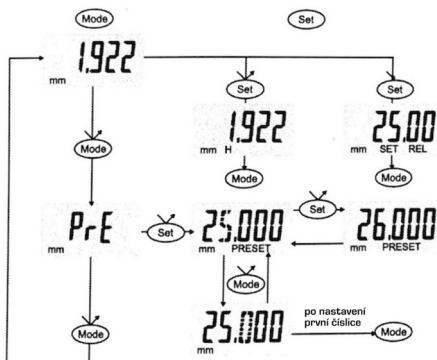 Mode Set
1.922
mm
Set Set
1.922 25.00
mm H mm SET REL
Mode Mode Mode
PrE Set 25.000 Set 26.000
mm mm PRESET PRESET
Mode
po nastavení
první číslice
Mode 25.000 Mode
mm